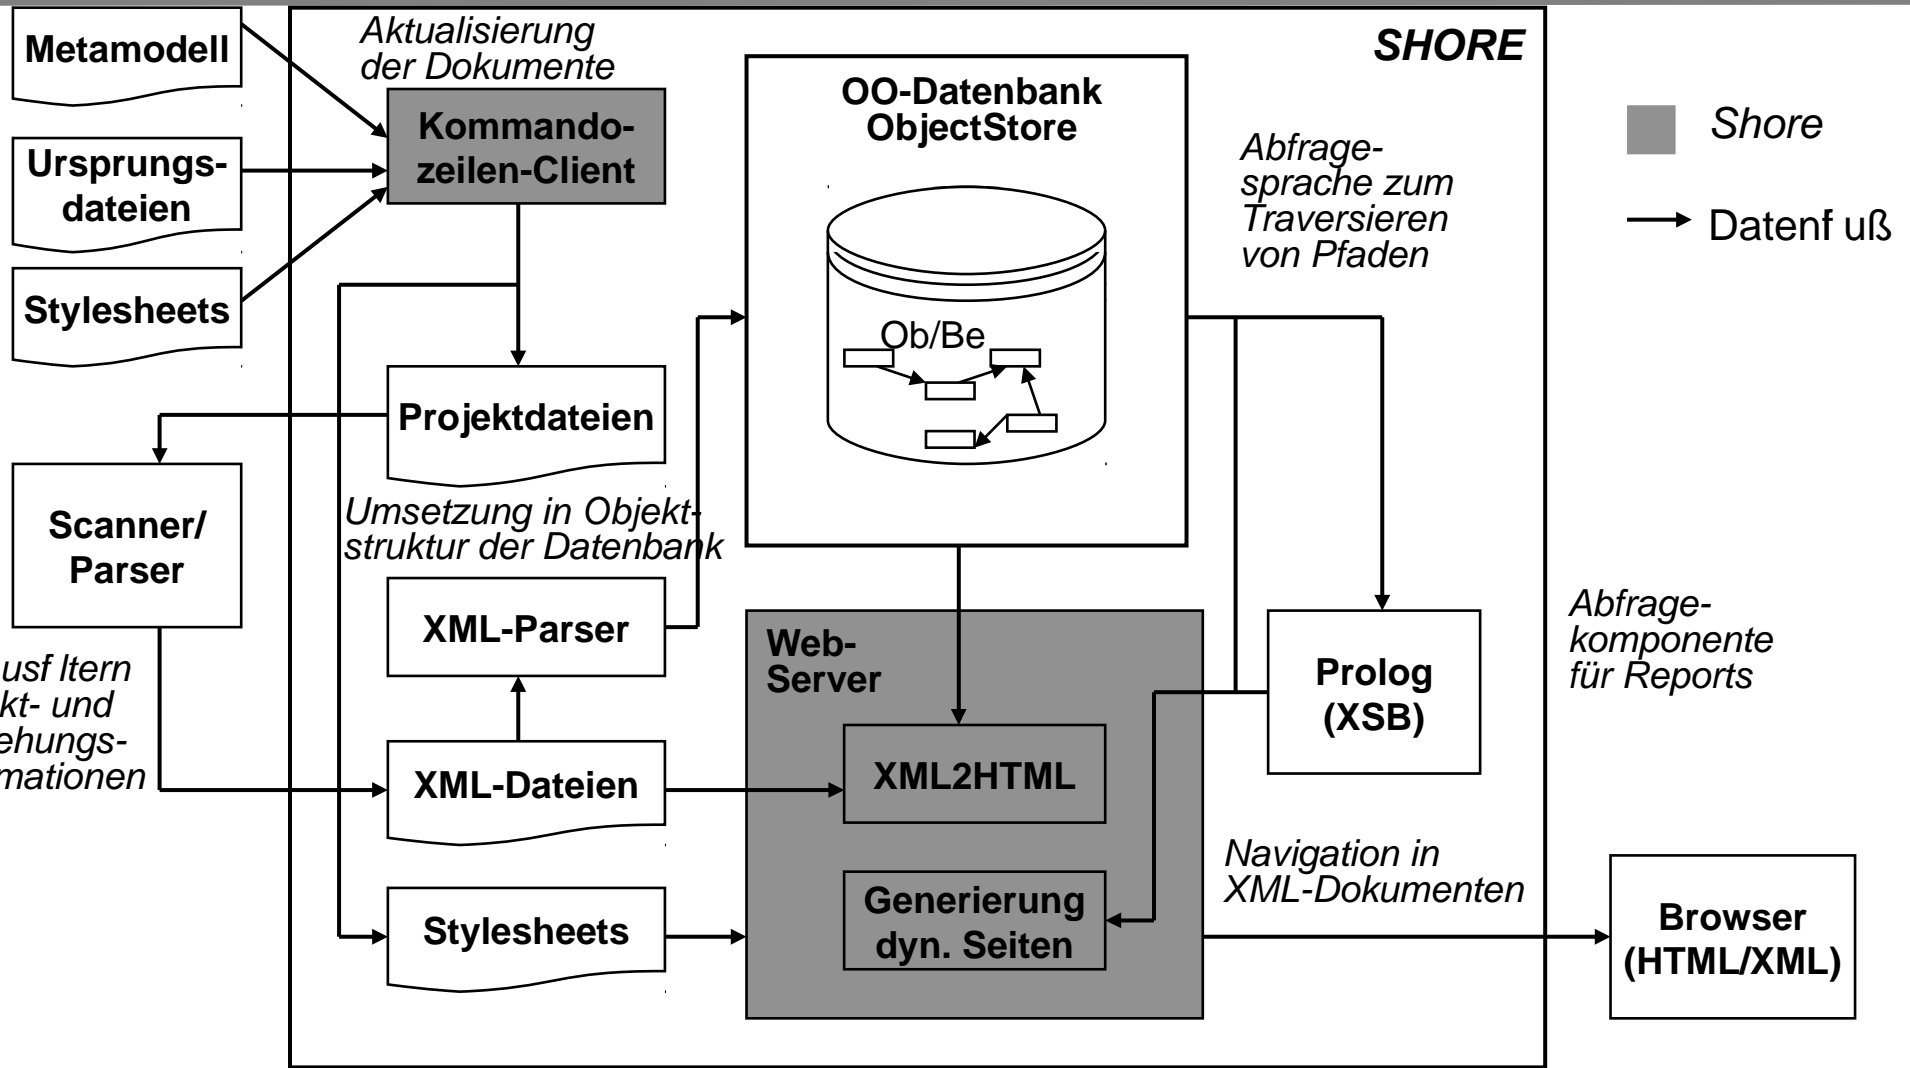 Metamodell
Aktualisierung
der Dokumente
SHORE
Kommando-
zeilen-Client
OO-Datenbank
ObjectStore
Shore
Datenf uß
Ursprungs-
dateien
Abfrage-
sprache zum
Traversieren
von Pfaden
Stylesheets
Ob/Be
Projektdateien
Scanner/
Parser
Umsetzung in Objekt-
struktur der Datenbank
XML-Parser
Web-
Server
Prolog
(XSB)
Abfrage-
komponente
für Reports
usf ltern
kt- und
ehungs-
mationen
XML-Dateien
XML2HTML
Navigation in
XML-Dokumenten
Stylesheets
Generierung
dyn. Seiten
Browser
(HTML/XML)